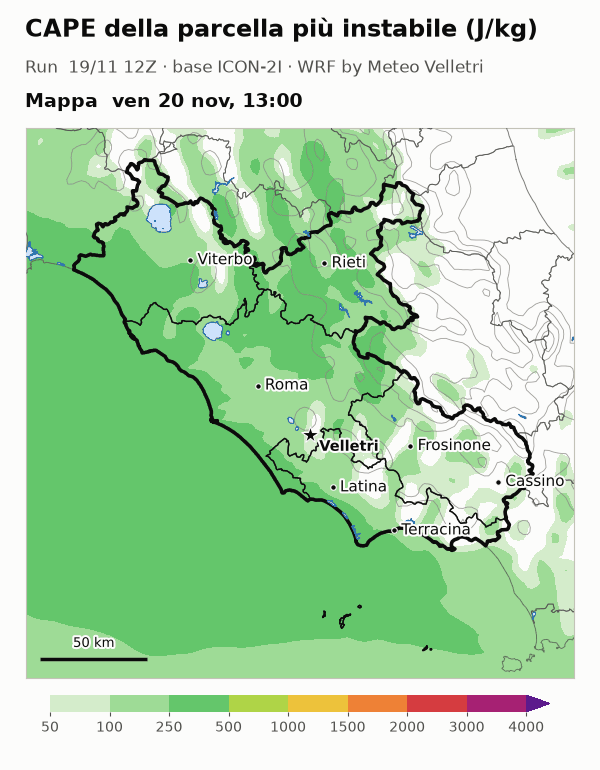 CAPE della parcella più instabile (J/kg)
Run  19/11 12Z · base ICON-2I · WRF by Meteo Velletri
Mappa  ven 20 nov, 13:00
Viterbo
Rieti
Roma
Velletri
Frosinone
Cassino
Latina
Terracina
50 km
50 100 250 500 1000 1500 2000 3000 4000